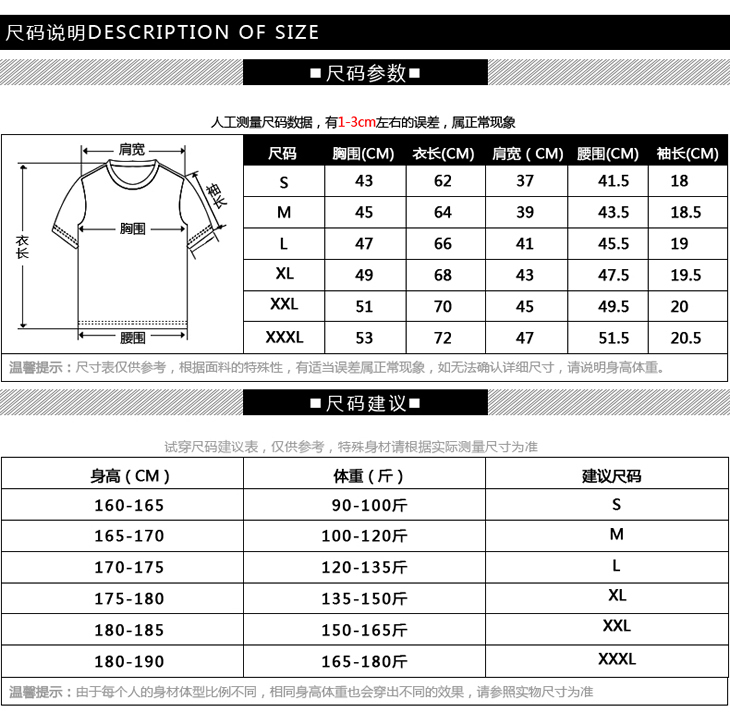 尺码说明DESCRIPTION OF SIZE
■尺码参数■
人工测量尺码数据，有1-3cm左右的误差，属正常现象
肩宽
袖长
胸围
衣长
腰围
尺码 胸围(CM) 衣长(CM) 肩宽（CM) 腰围(CM) 袖长(CM)
S 43 62 37 41.5 18
M 45 64 39 43.5 18.5
L 47 66 41 45.5 19
XL 49 68 43 47.5 19.5
XXL 51 70 45 49.5 20
XXXL 53 72 47 51.5 20.5
温馨提示：尺寸表仅供参考，根据面料的特殊性，有适当误差属正常现象，如无法确认详细尺寸，请说明身高体重。
■尺码建议■
试穿尺码建议表，仅供参考，特殊身材请根据实际测量尺寸为准
身高（CM） 体重（斤） 建议尺码
160-165 90-100斤 S
165-170 100-120斤 M
170-175 120-135斤 L
175-180 135-150斤 XL
180-185 150-165斤 XXL
180-190 165-180斤 XXXL
温馨提示：由于每个人的身材体型比例不同，相同身高体重也会穿出不同的效果，请参照实物尺寸为准